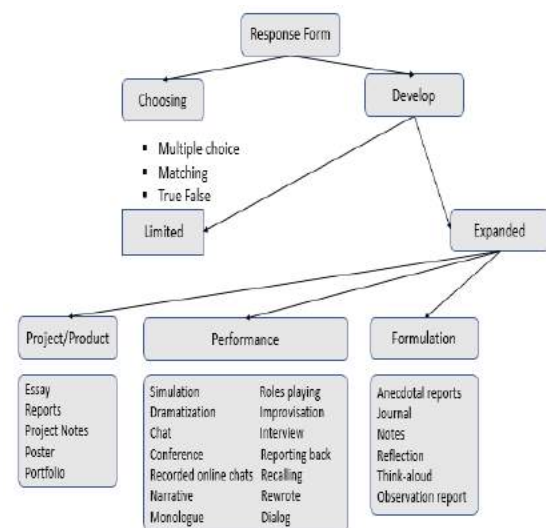 Response Form
Choosing
Develop
▪ Multiple choice
▪ Matching
▪ True False
Limited
Expanded
Project/Product
Performance
Formulation
Essay
Reports
Project Notes
Poster
Portfolio
Simulation
Dramatization
Chat
Conference
Recorded online chats
Narrative
Monologue
Roles playing
Improvisation
Interview
Reporting back
Recalling
Rewrote
Dialog
Anecdotal reports
Journal
Notes
Reflection
Think-aloud
Observation report